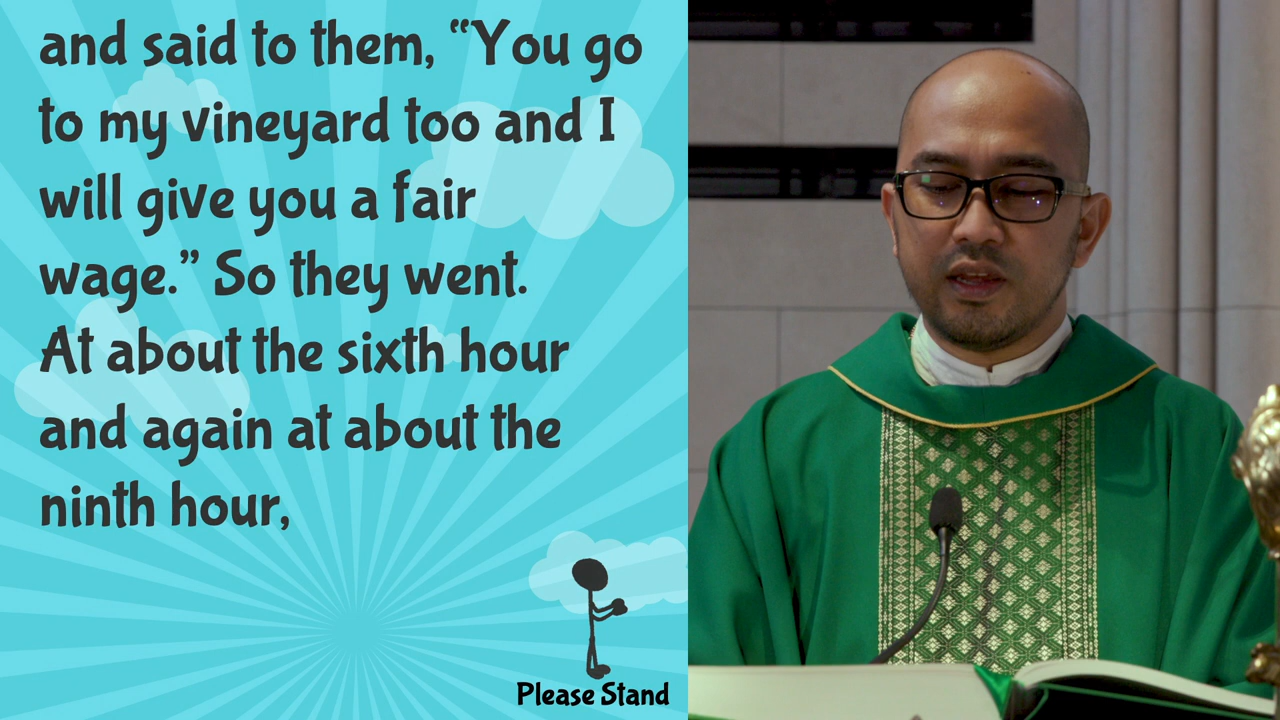 and said to them, “You go
to my vineyard too and I
will give you a fair
wage.” So they went.
At about the sixth hour
and again at about the
ninth hour,
Please Stand